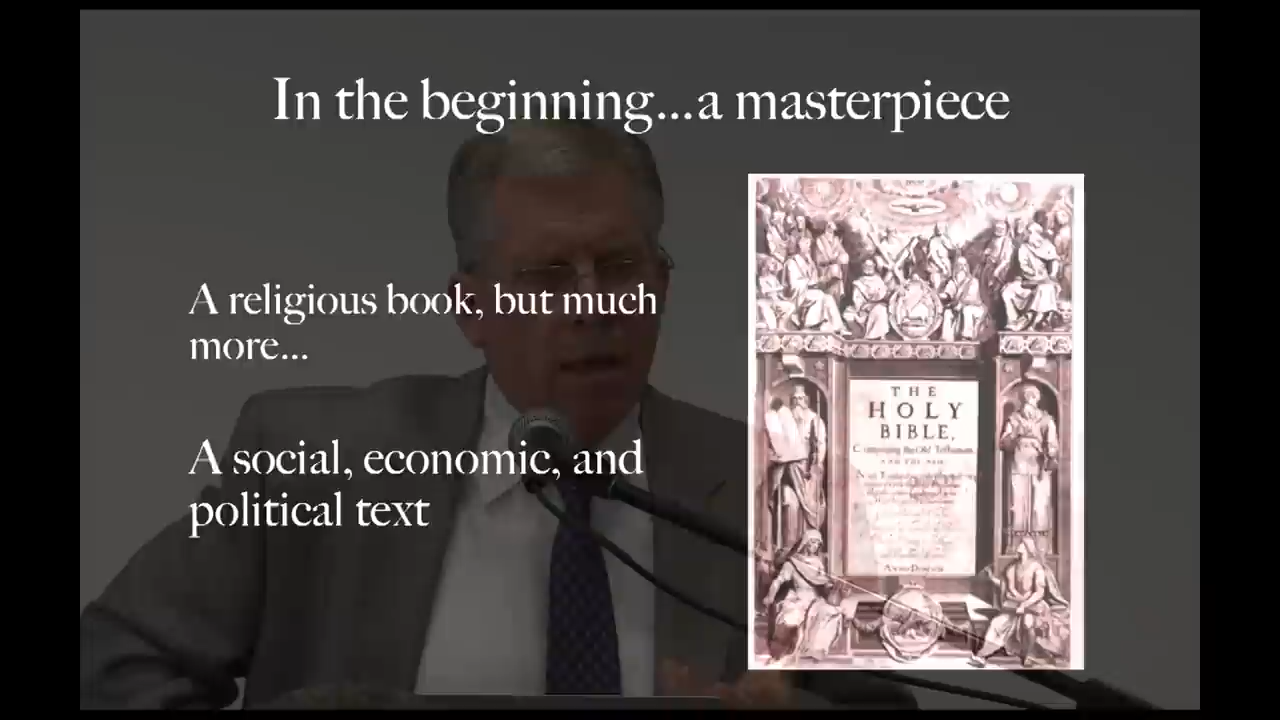 In the beginning...a masterpiece
A religious book, but much
more...
A social, economic, and
political text
THE
HOLY
BIBLE,